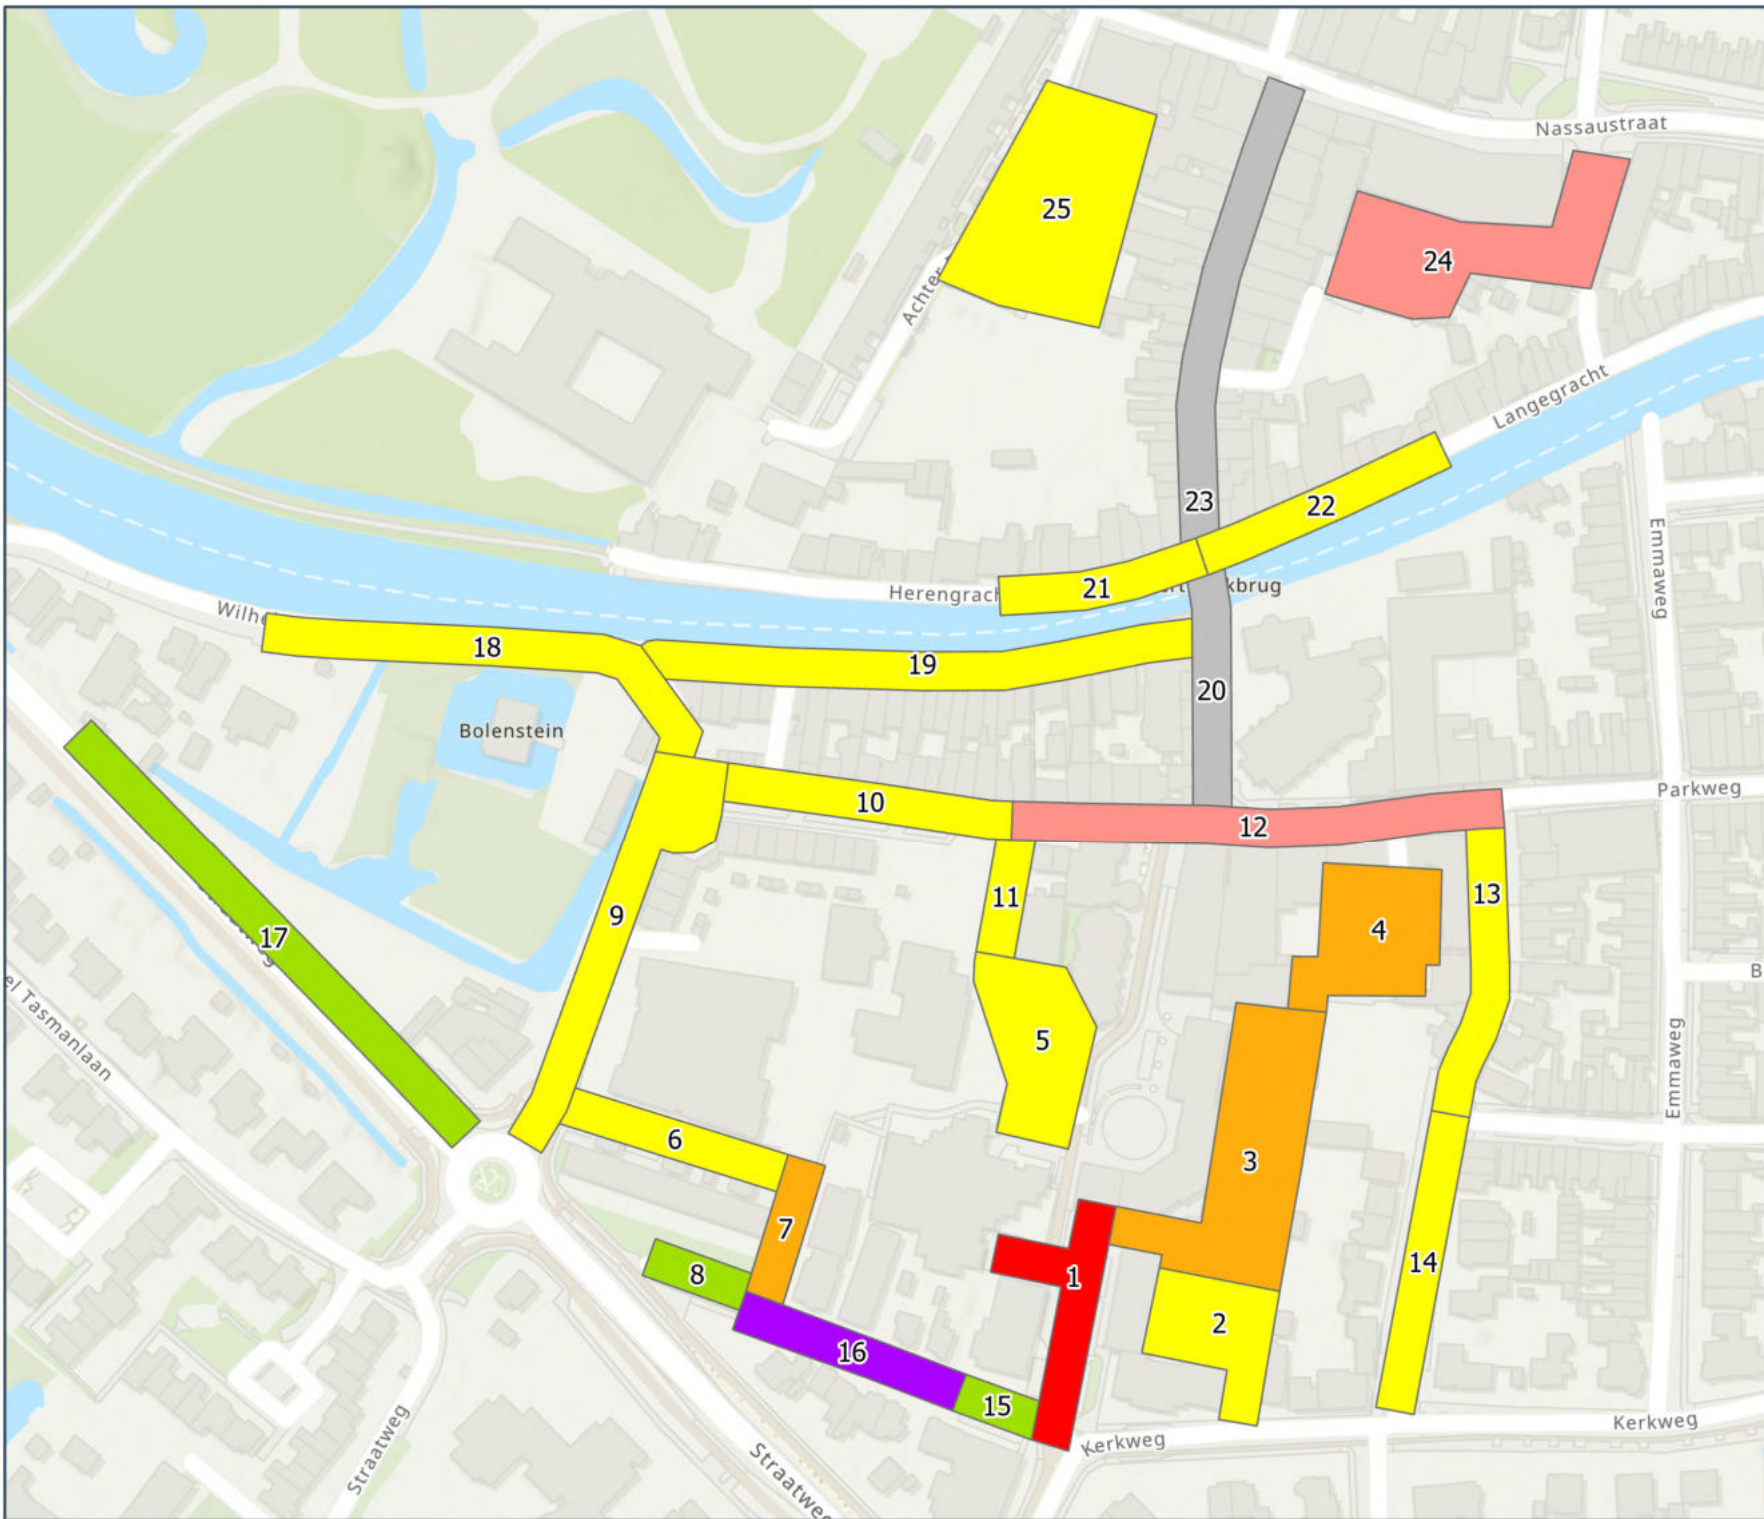 Nassaustraat
25
24
Achter
Langegracht
23
22
Emmaweg
Herengrach
21
kbrug
Wilhe
18
19
20
Bolenstein
Parkweg
10
12
11
13
9
4
17
el Tasmanlaan
B
5
Emmaweg
6
3
7
8
1
14
2
16
15
Straatweg
Kerkweg
Kerkweg
Straatweg